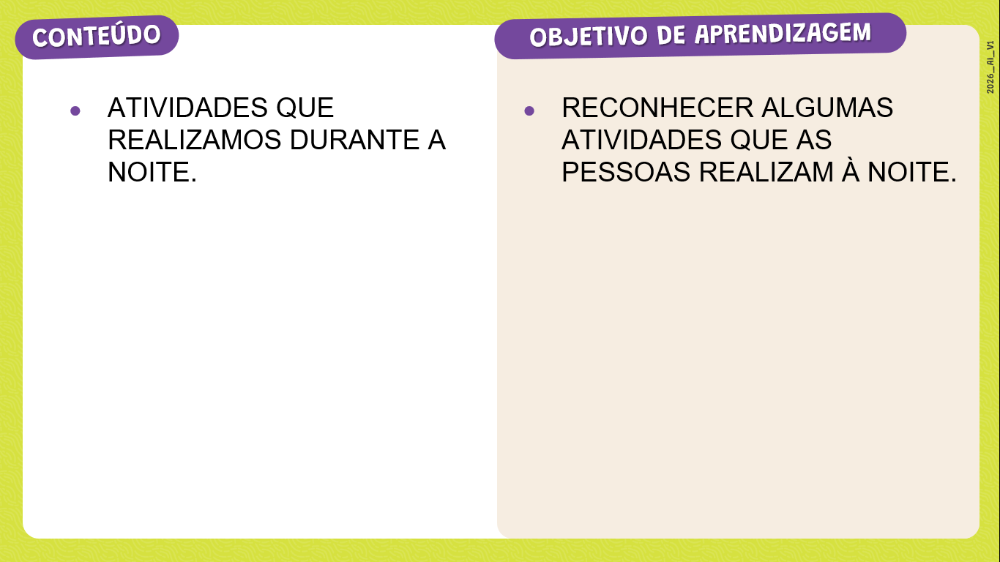 CONTEÚDO
ATIVIDADES QUE
REALIZAMOS DURANTE A
NOITE.
OBJETIVO DE APRENDIZAGEM
RECONHECER ALGUMAS
ATIVIDADES QUE AS
PESSOAS REALIZAM À NOITE.
2026_AI_V1